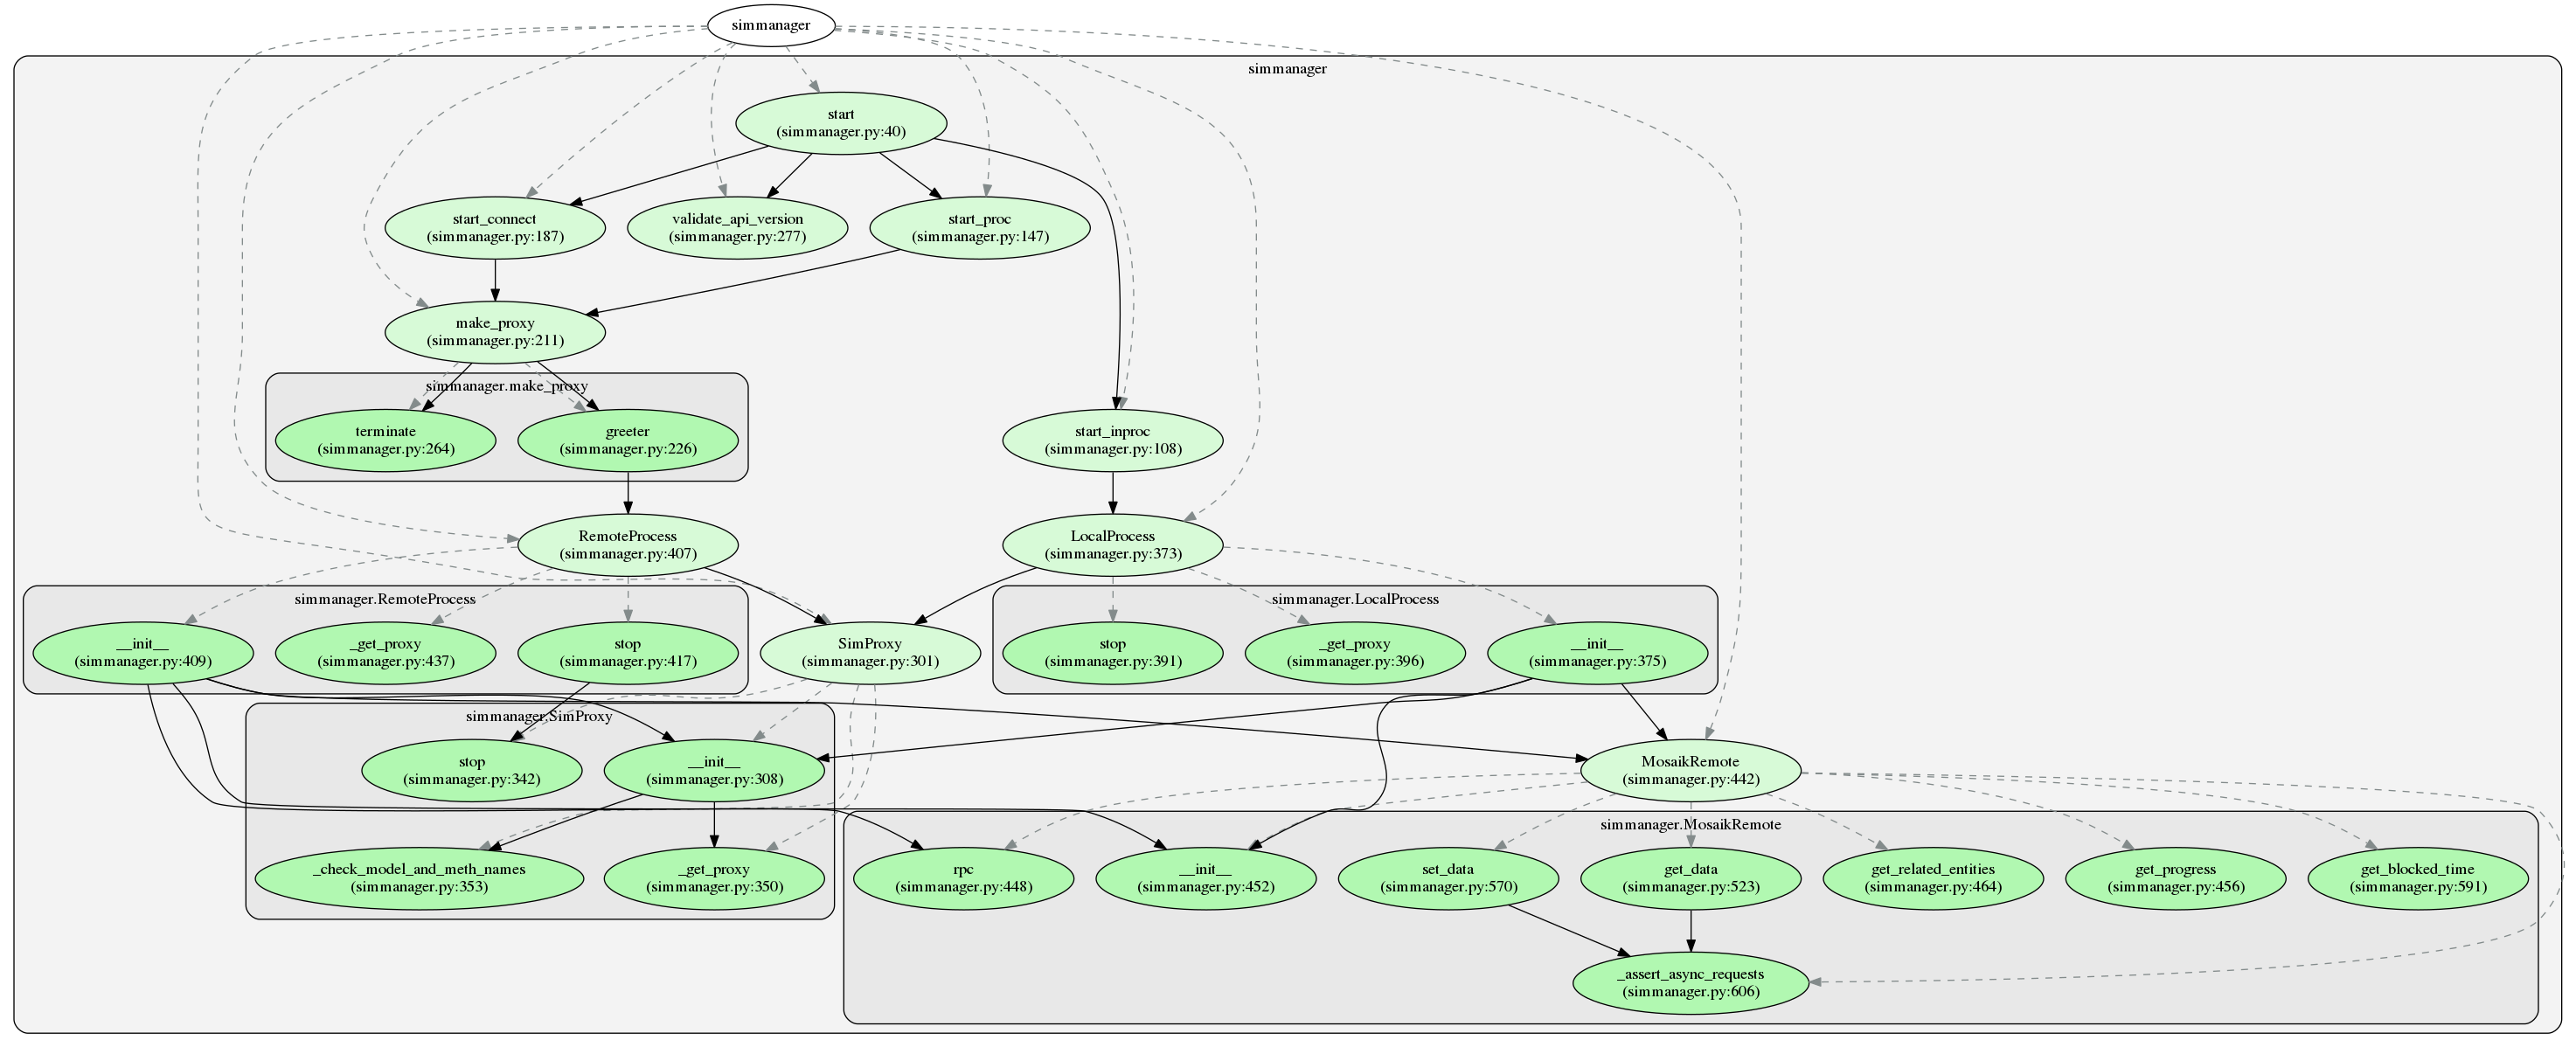 simmanager
simmanager
start
(simmanager.py:40)
start_connect
(simmanager.py:187)
validate_api_version
(simmanager.py:277)
start_proc
(simmanager.py:147)
make_proxy
(simmanager.py:211)
simmanager.make_proxy
terminate
(simmanager.py:264)
greeter
(simmanager.py:226)
start_inproc
(simmanager.py:108)
RemoteProcess
(simmanager.py:407)
LocalProcess
(simmanager.py:373)
simmanager.RemoteProcess
__init__
(simmanager.py:409)
_get_proxy
(simmanager.py:437)
stop
(simmanager.py:417)
SimProxy
(simmanager.py:301)
simmanager.LocalProcess
stop
(simmanager.py:391)
_get_proxy
(simmanager.py:396)
__init__
(simmanager.py:375)
simmanager.SimProxy
stop
(simmanager.py:342)
__init__
(simmanager.py:308)
MosaikRemote
(simmanager.py:442)
_check_model_and_meth_names
(simmanager.py:353)
_get_proxy
(simmanager.py:350)
simmanager.MosaikRemote
rpc
(simmanager.py:448)
__init__
(simmanager.py:452)
set_data
(simmanager.py:570)
get_data
(simmanager.py:523)
get_related_entities
(simmanager.py:464)
get_progress
(simmanager.py:456)
get_blocked_time
(simmanager.py:591)
_assert_async_requests
(simmanager.py:606)